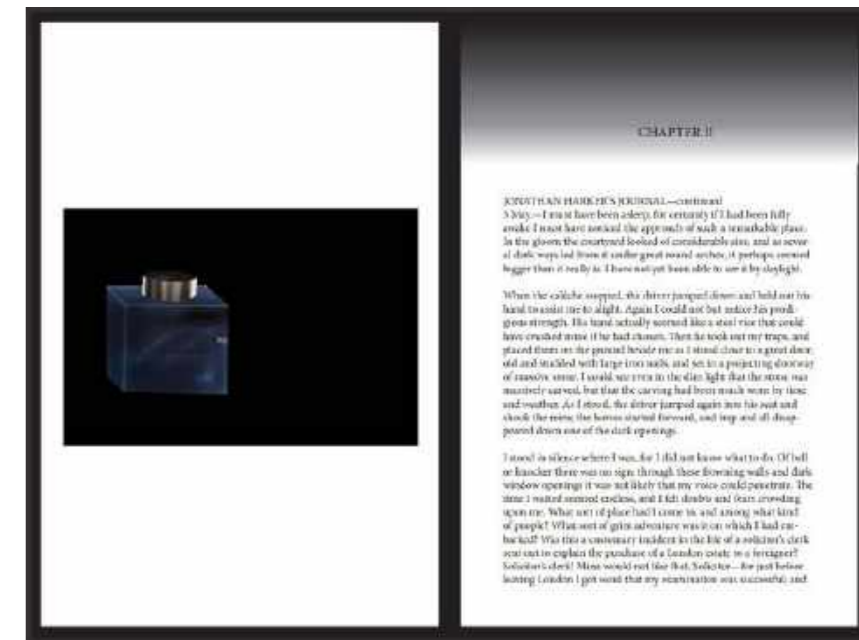 CHAPTER II
JONATHAN HARKER'S JOURNAL—continued
5 May.—I must have been asleep, for certainly if I had been fully
awake I must have noticed the approach of such a remarkable place.
In the gloom the courtyard looked of considerable size, and as sever-
al dark ways led from it under great round arches, it perhaps seemed
bigger than it really is. I have not yet been able to see it by daylight.
When the calèche stopped, the driver jumped down and held out his
hand to assist me to alight. Again I could not but notice his prodi-
gious strength. His hand actually seemed like a steel vice that could
have crushed mine if he had chosen. Then he took out my traps, and
placed them on the ground beside me as I stood close to a great door,
old and studded with large iron nails, and set in a projecting doorway
of massive stone. I could see even in the dim light that the stone was
massively carved, but that the carving had been much worn by time
and weather. As I stood, the driver jumped again into his seat and
shook the reins; the horses started forward, and trap and all disap-
peared down one of the dark openings.
I stood in silence where I was, for I did not know what to do. Of bell
or knocker there was no sign; through these frowning walls and dark
window openings it was not likely that my voice could penetrate. The
time I waited seemed endless, and I felt doubts and fears crowding
upon me. What sort of place had I come to, and among what kind
of people? What sort of grim adventure was it on which I had em-
barked? Was this a customary incident in the life of a solicitor's clerk
sent out to explain the purchase of a London estate to a foreigner?
Solicitor's clerk! Mina would not like that. Solicitor—for just before
leaving London I got word that my examination was successful; and